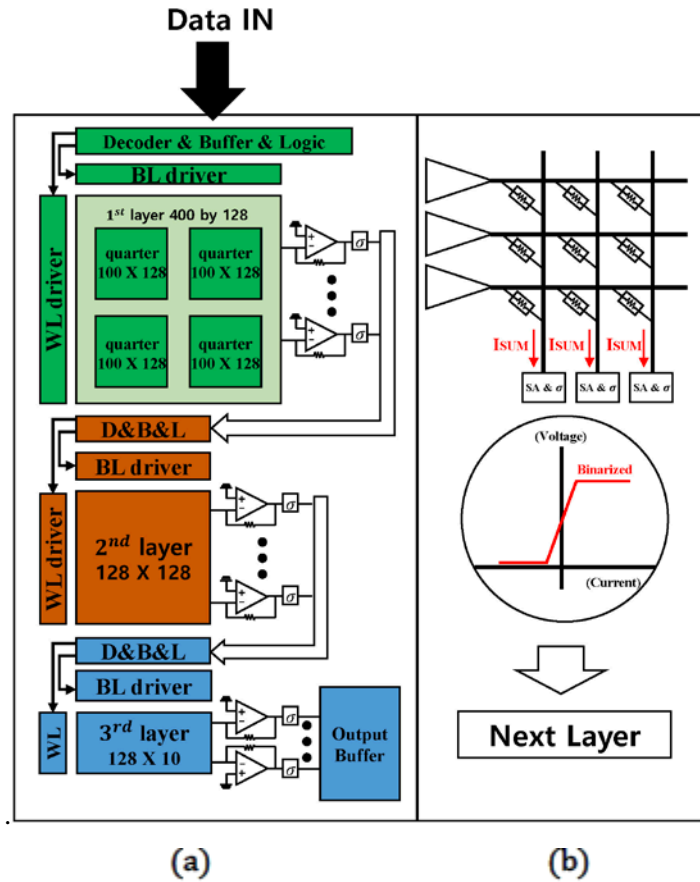 Data IN
Decoder & Buffer & Logic
BL driver
WL driver
1st layer 400 by 128
quarter
100 X 128
quarter
100 X 128
quarter
100 X 128
quarter
100 X 128
+
−
σ
+
−
σ
D&B&L
BL driver
WL driver
2nd layer
128 X 128
+
−
σ
+
−
σ
D&B&L
BL driver
WL
3rd layer
128 X 10
+
−
σ
+
−
σ
Output
Buffer
ISUM ISUM ISUM
SA & σ SA & σ SA & σ
(Voltage)
Binarized
(Current)
Next Layer
(a) (b)